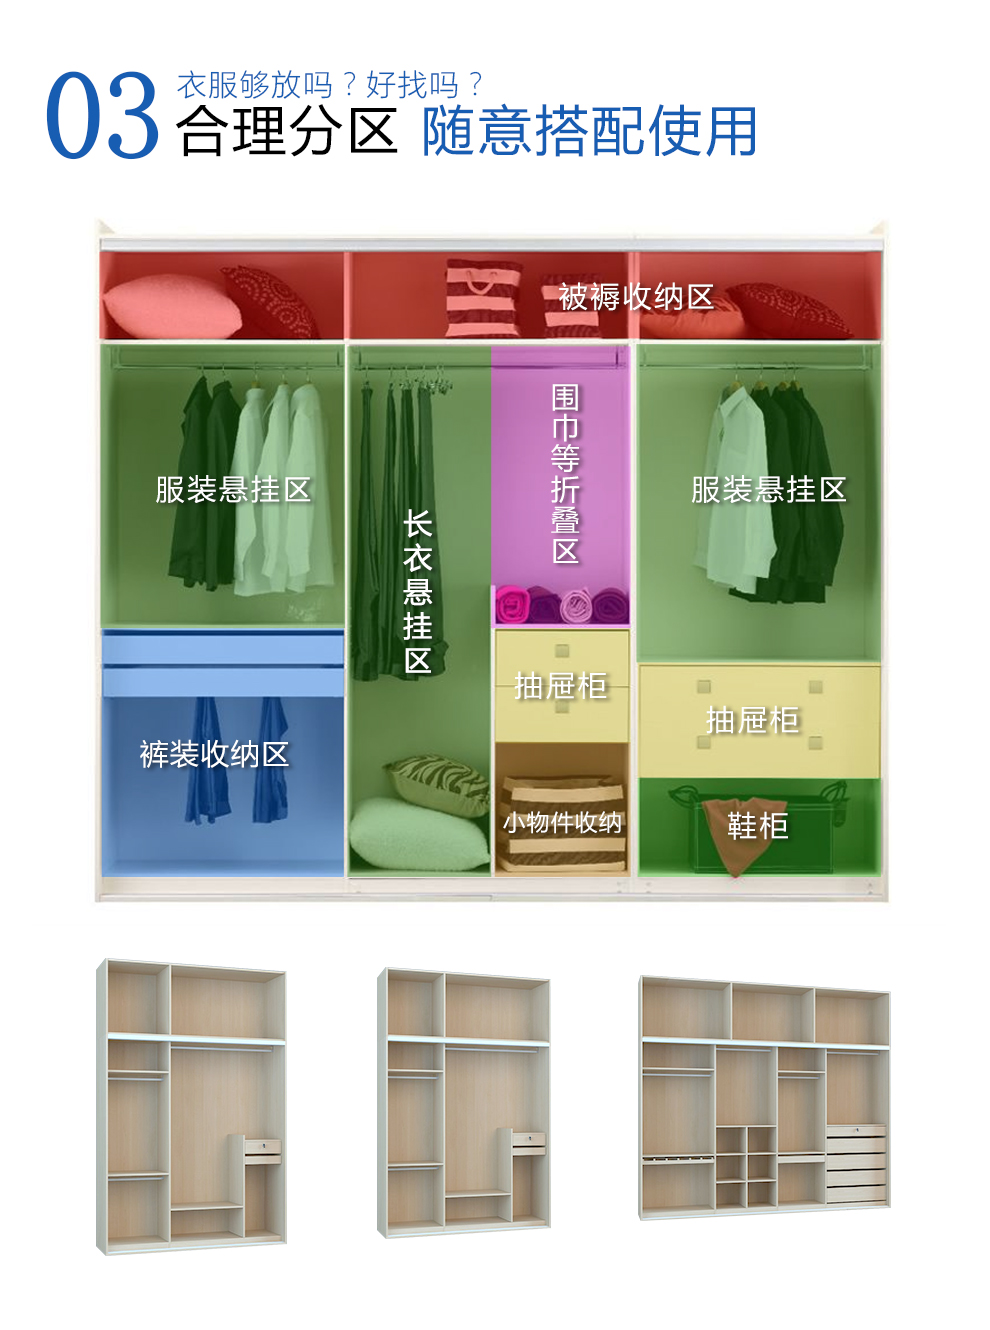 03
衣服够放吗？好找吗？
合理分区 随意搭配使用
被褥收纳区
围巾等折叠区
服装悬挂区
服装悬挂区
长衣悬挂区
抽屉柜
抽屉柜
裤装收纳区
小物件收纳
鞋柜